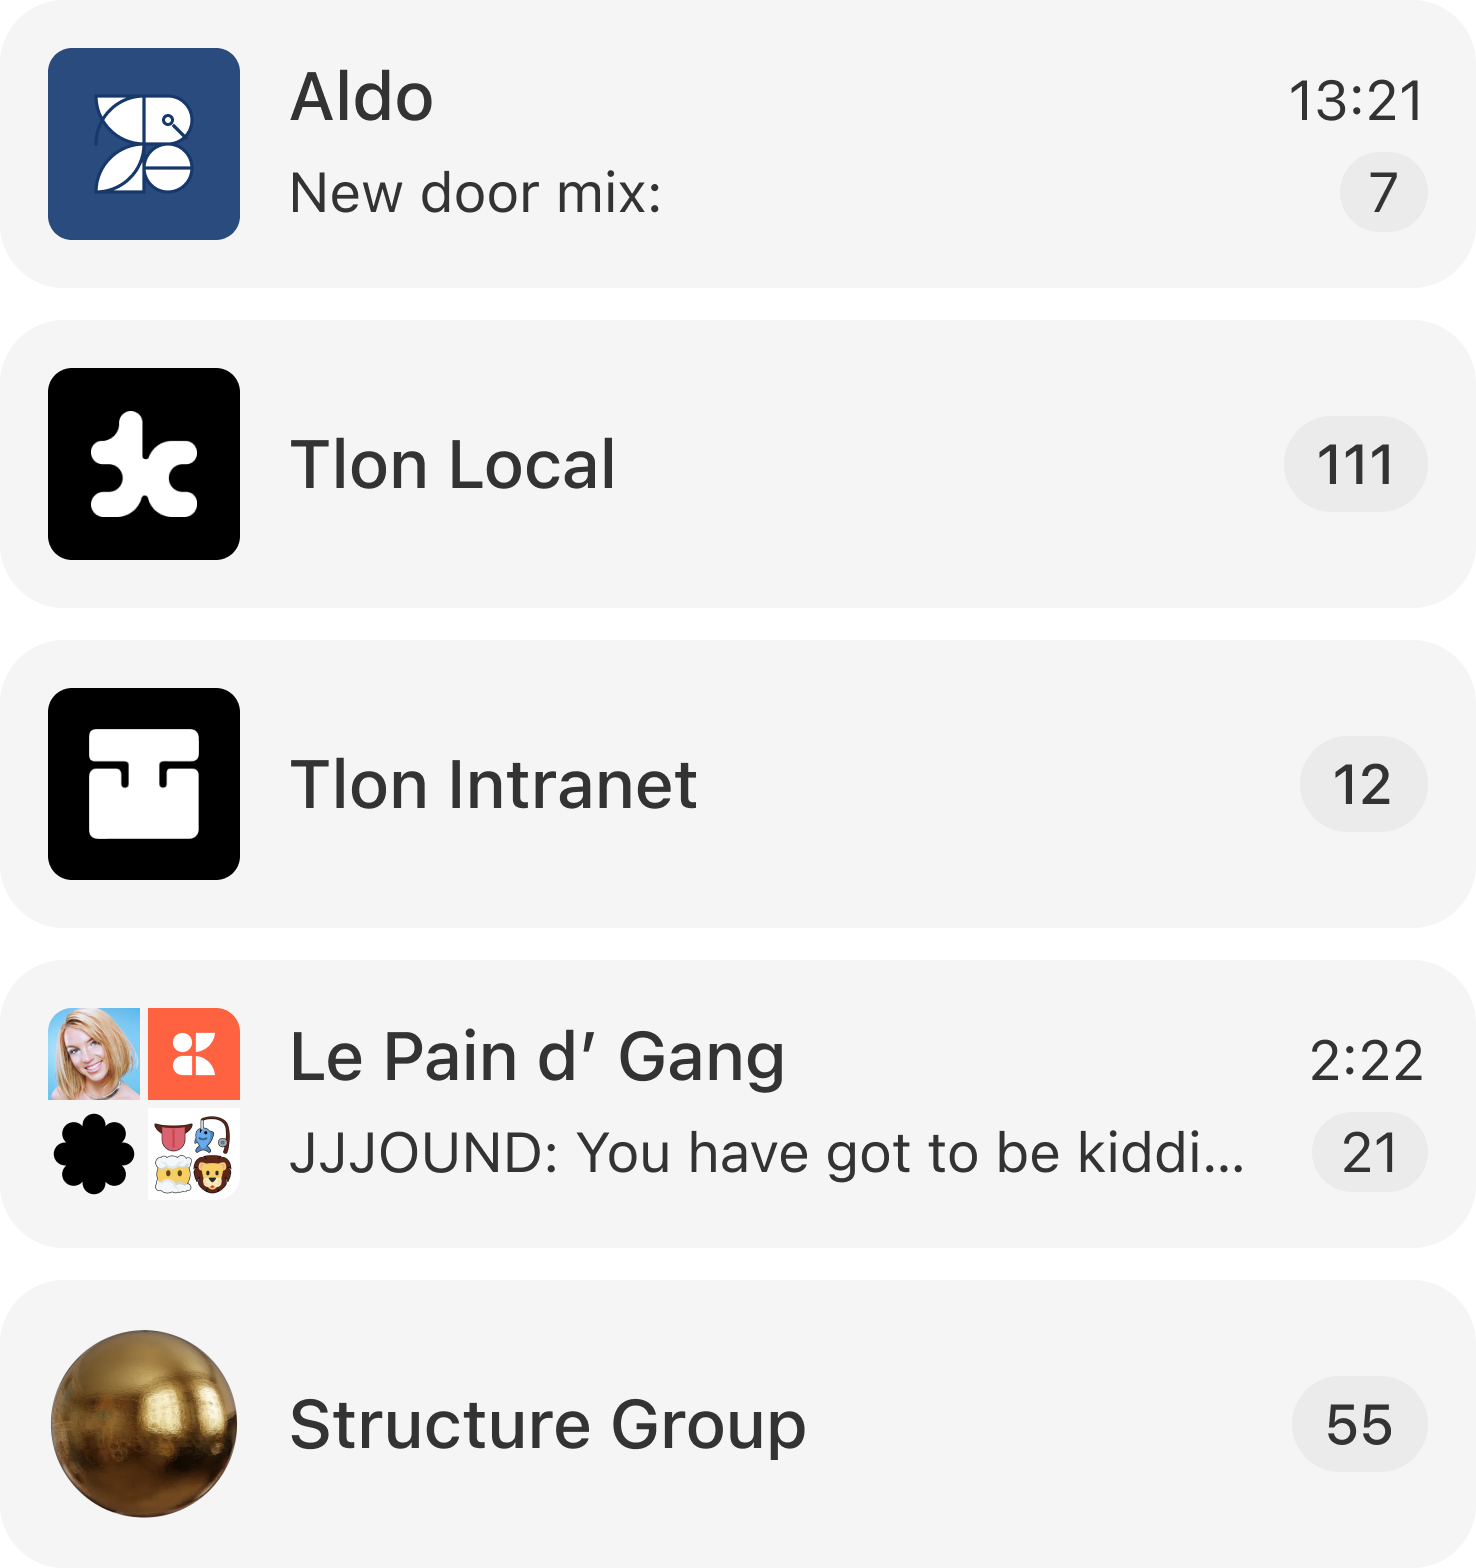 Aldo
13:21
New door mix:
7
Tlon Local
111
Tlon Intranet
12
Le Pain d′ Gang
2:22
JJJOUND: You have got to be kiddi...
21
Structure Group
55